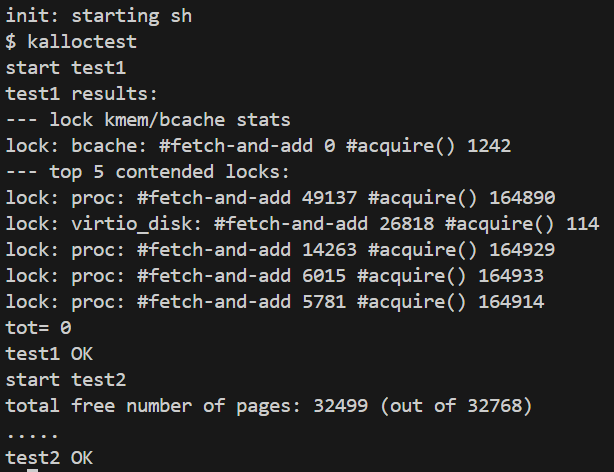 init: starting sh
$ kalloctest
start test1
test1 results:
--- lock kmem/bcache stats
lock: bcache: #fetch-and-add 0 #acquire() 1242
--- top 5 contended locks:
lock: proc: #fetch-and-add 49137 #acquire() 164890
lock: virtio_disk: #fetch-and-add 26818 #acquire() 114
lock: proc: #fetch-and-add 14263 #acquire() 164929
lock: proc: #fetch-and-add 6015 #acquire() 164933
lock: proc: #fetch-and-add 5781 #acquire() 164914
tot= 0
test1 OK
start test2
total free number of pages: 32499 (out of 32768)
.....
test2 OK